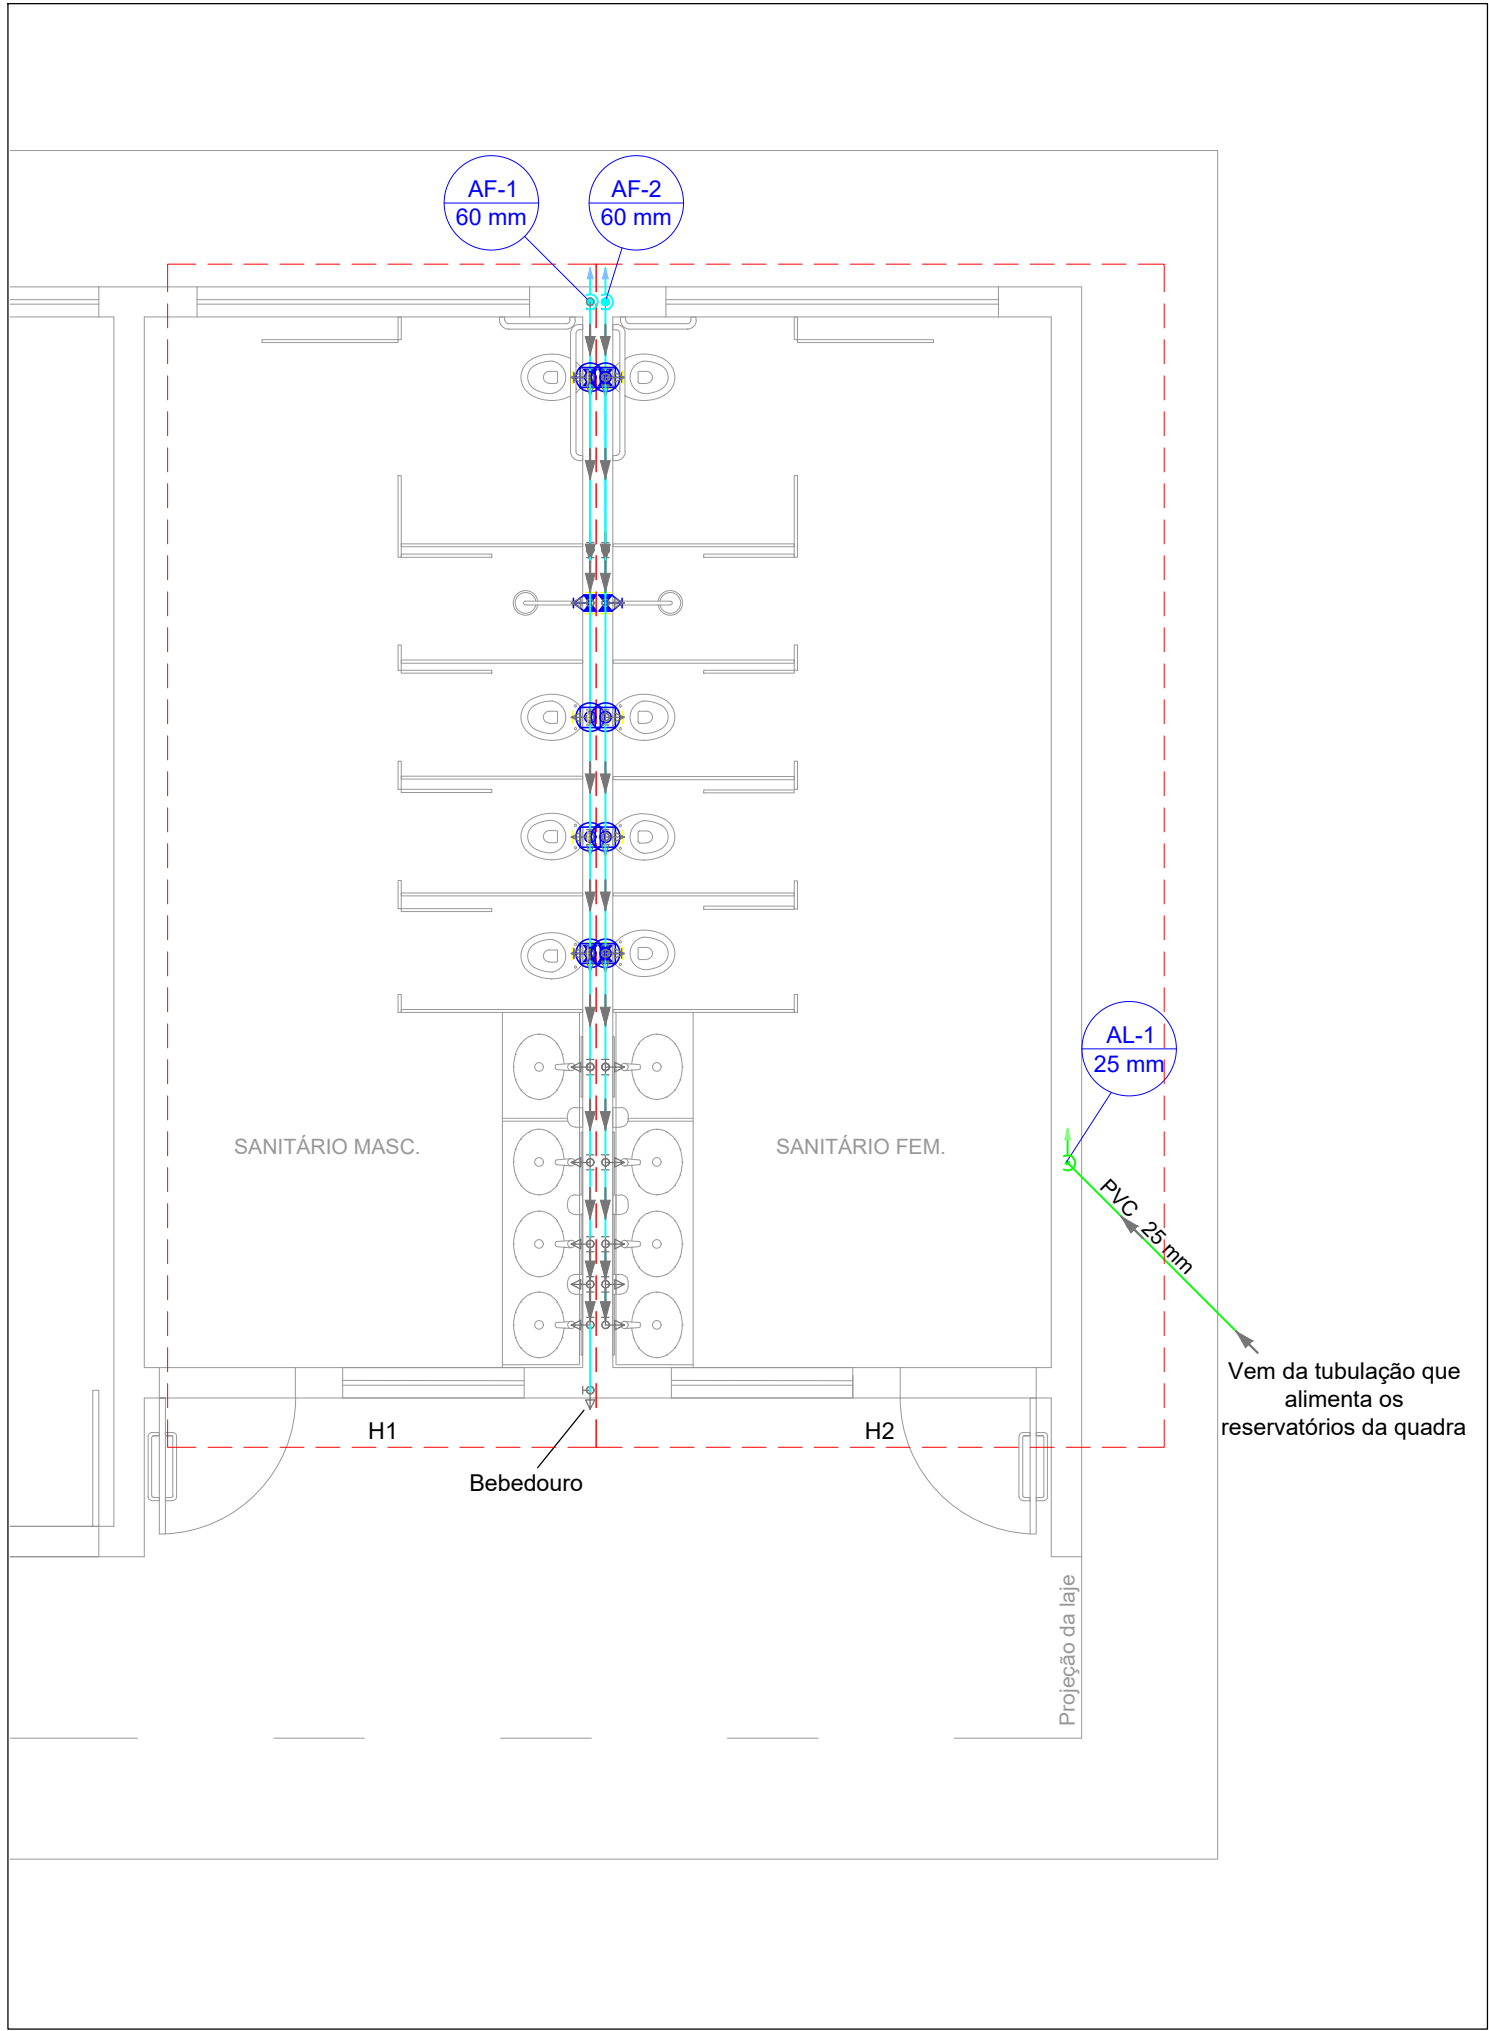 AF-1
60 mm
AF-2
60 mm
AL-1
25 mm
SANITÁRIO MASC.
SANITÁRIO FEM.
PVC 25 mm
Vem da tubulação que
alimenta os
reservatórios da quadra
H1
H2
Bebedouro
Projeção da laje